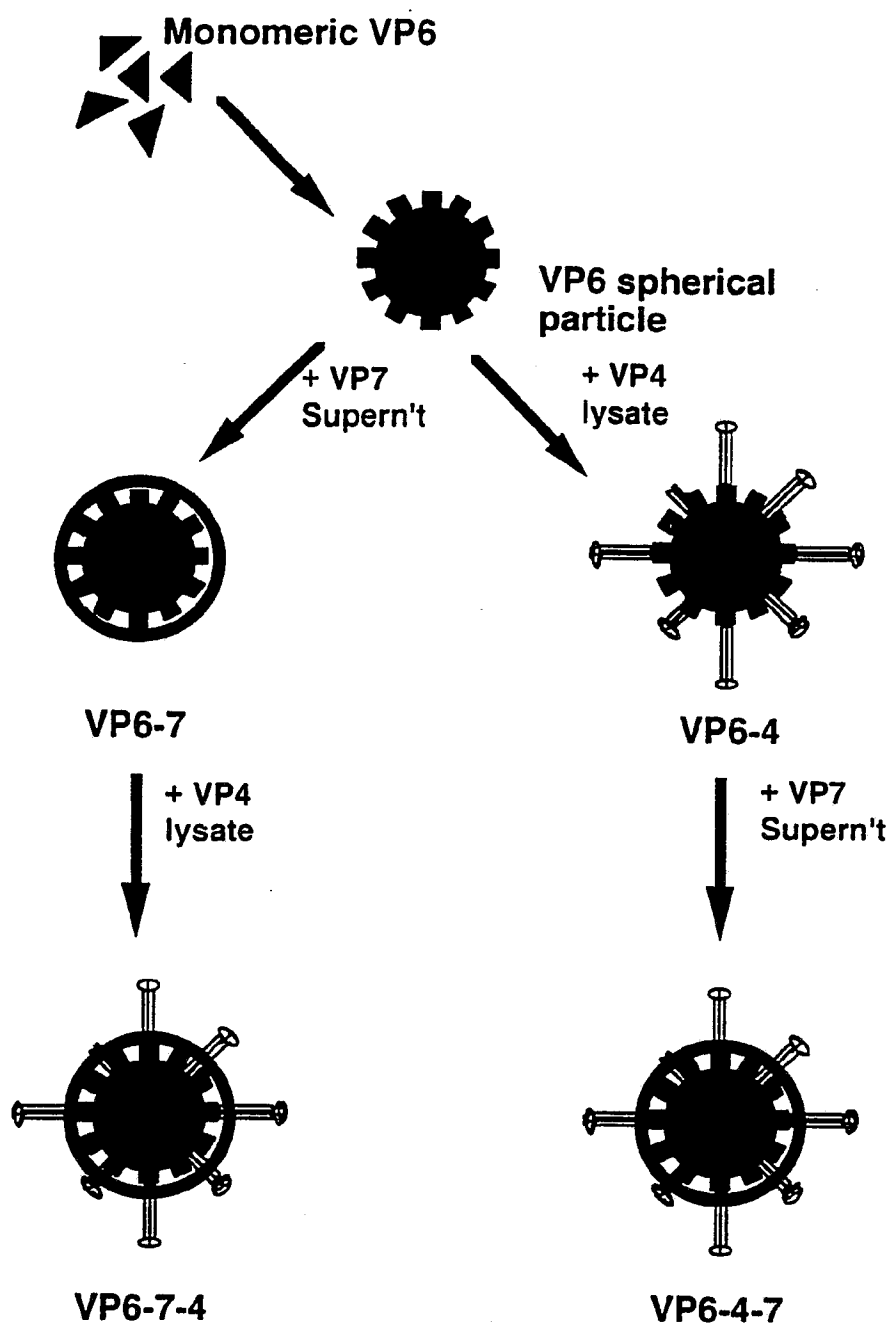 Monomeric VP6
VP6 spherical
particle
+ VP7
Supern't
+ VP4
lysate
VP6-7
VP6-4
+ VP4
lysate
+ VP7
Supern't
VP6-7-4
VP6-4-7